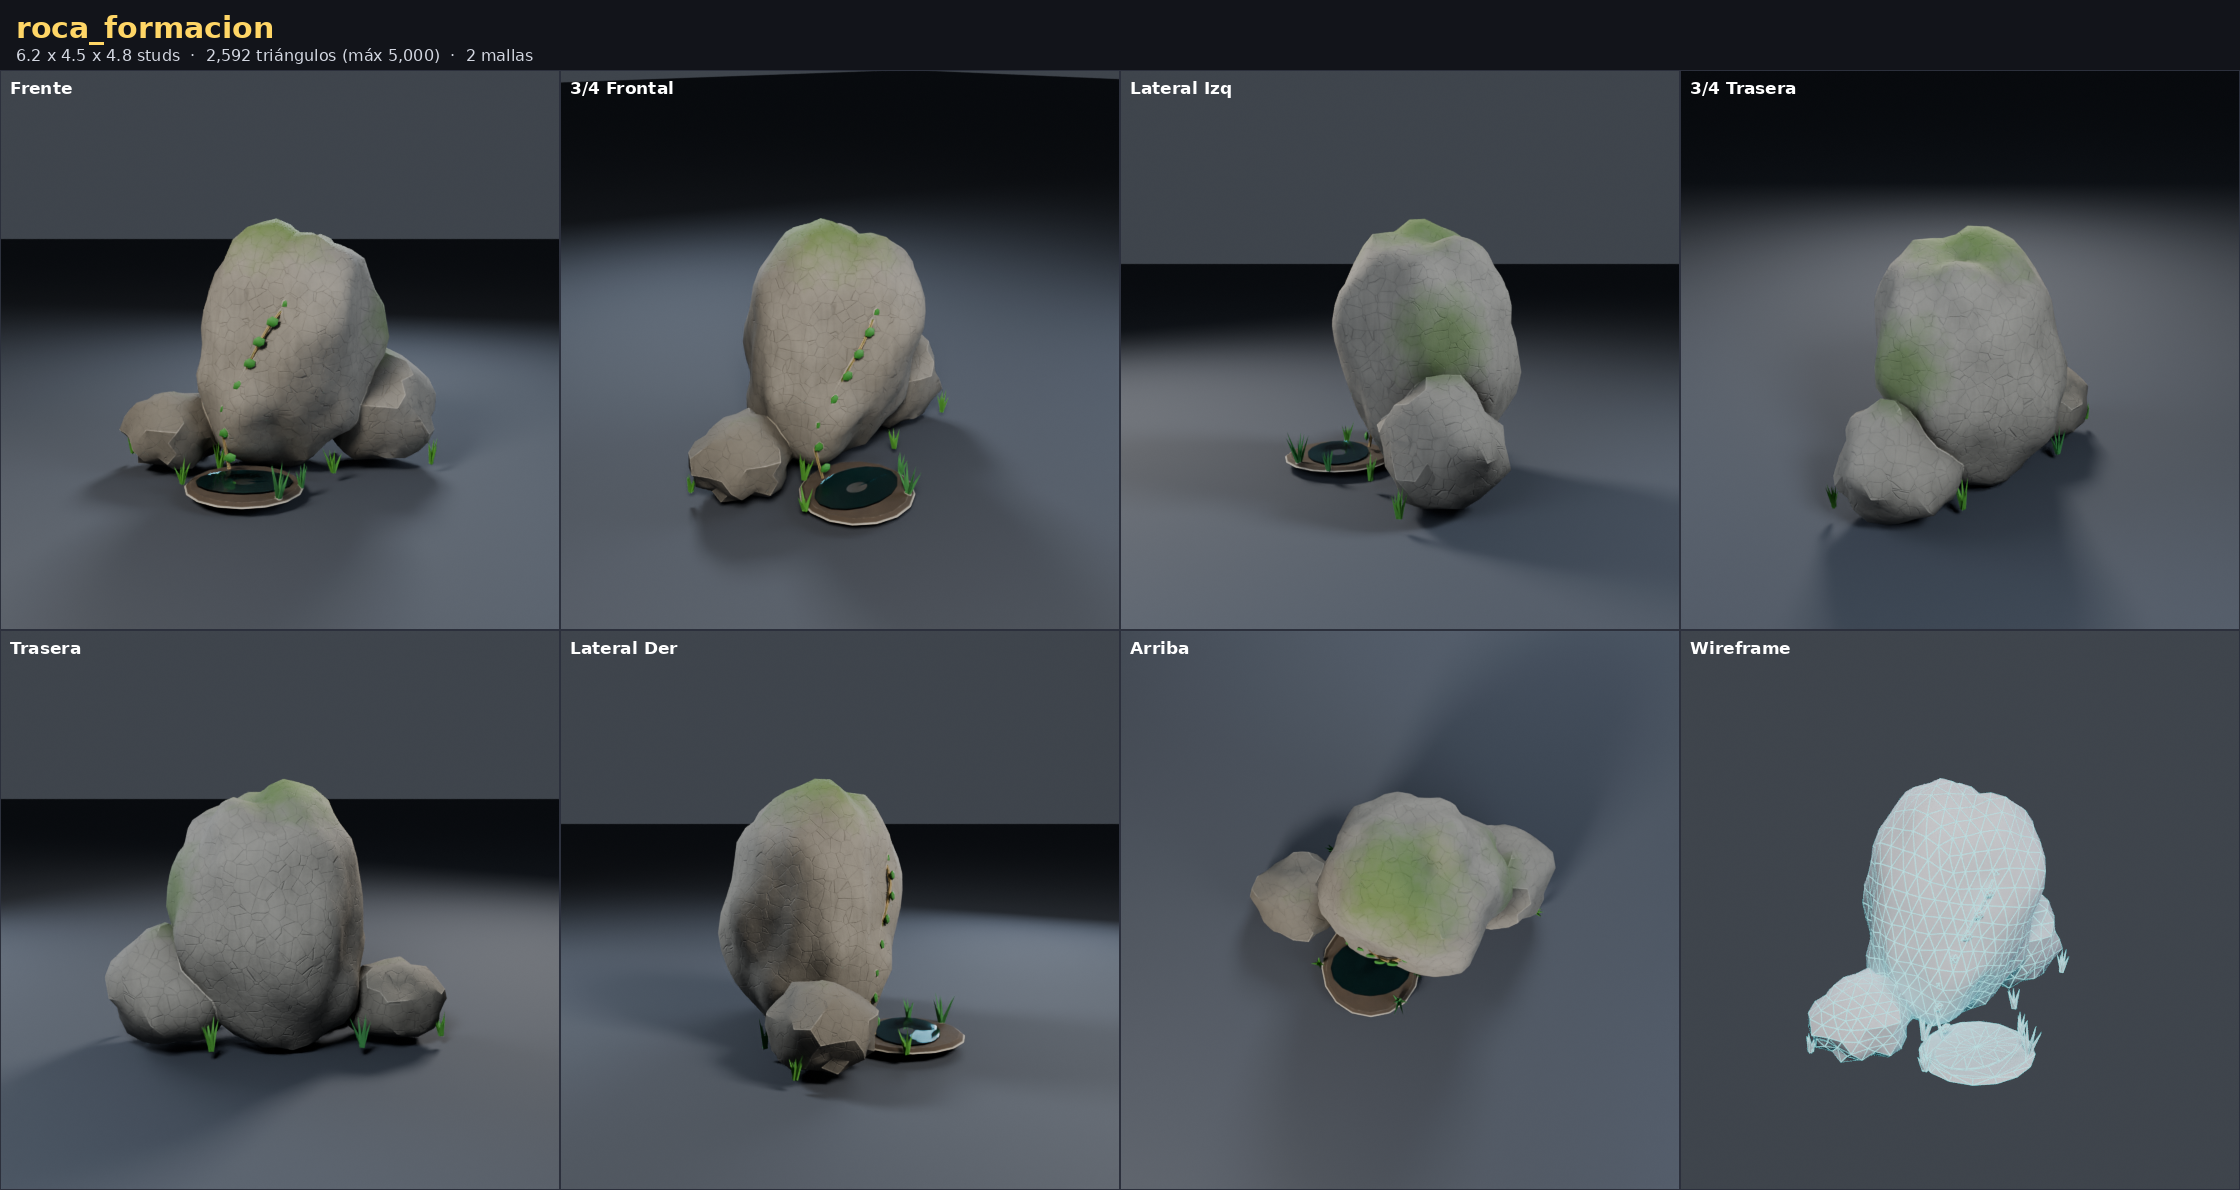 roca_formacion
6.2 x 4.5 x 4.8 studs · 2,592 triángulos (máx 5,000) · 2 mallas
Frente
3/4 Frontal
Lateral Izq
3/4 Trasera
Trasera
Lateral Der
Arriba
Wireframe